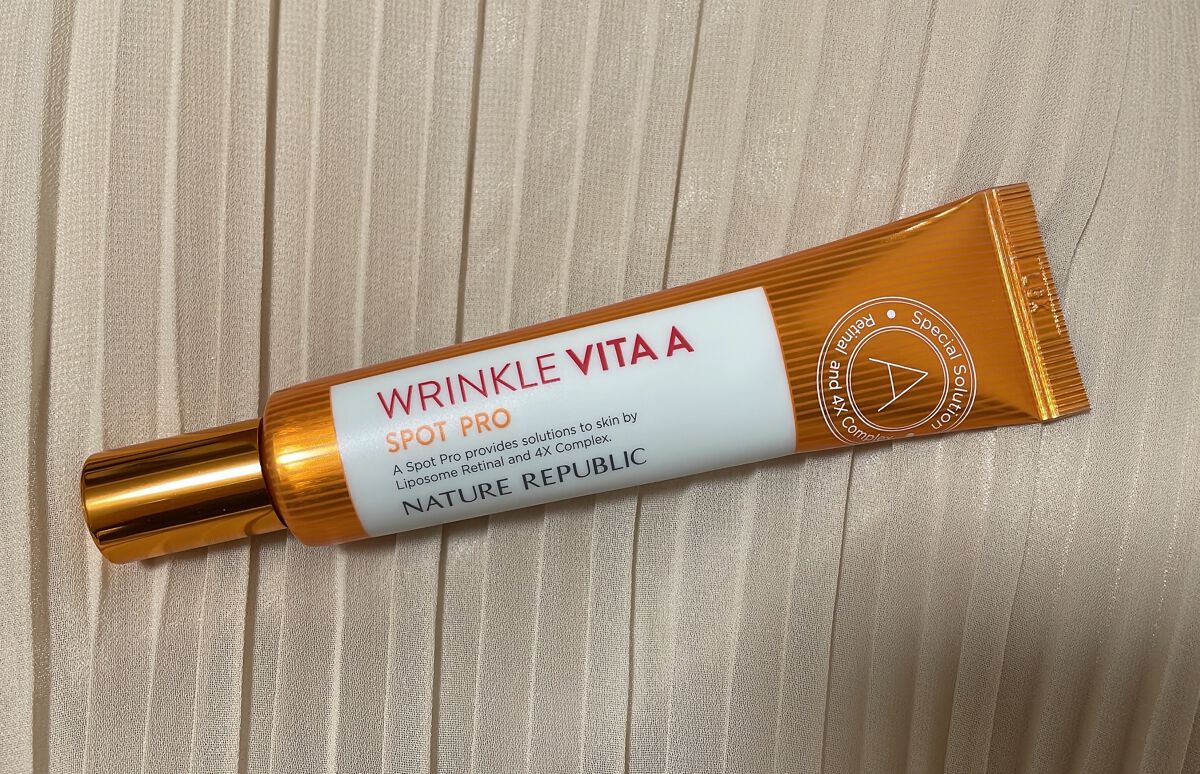 WRINKLE VITA A
SPOT PRO
A Spot Pro provides solutions to skin by
Liposome Retinal and 4X Complex.
NATURE REPUBLIC
Special Solution
Retinal and 4X Complex
A